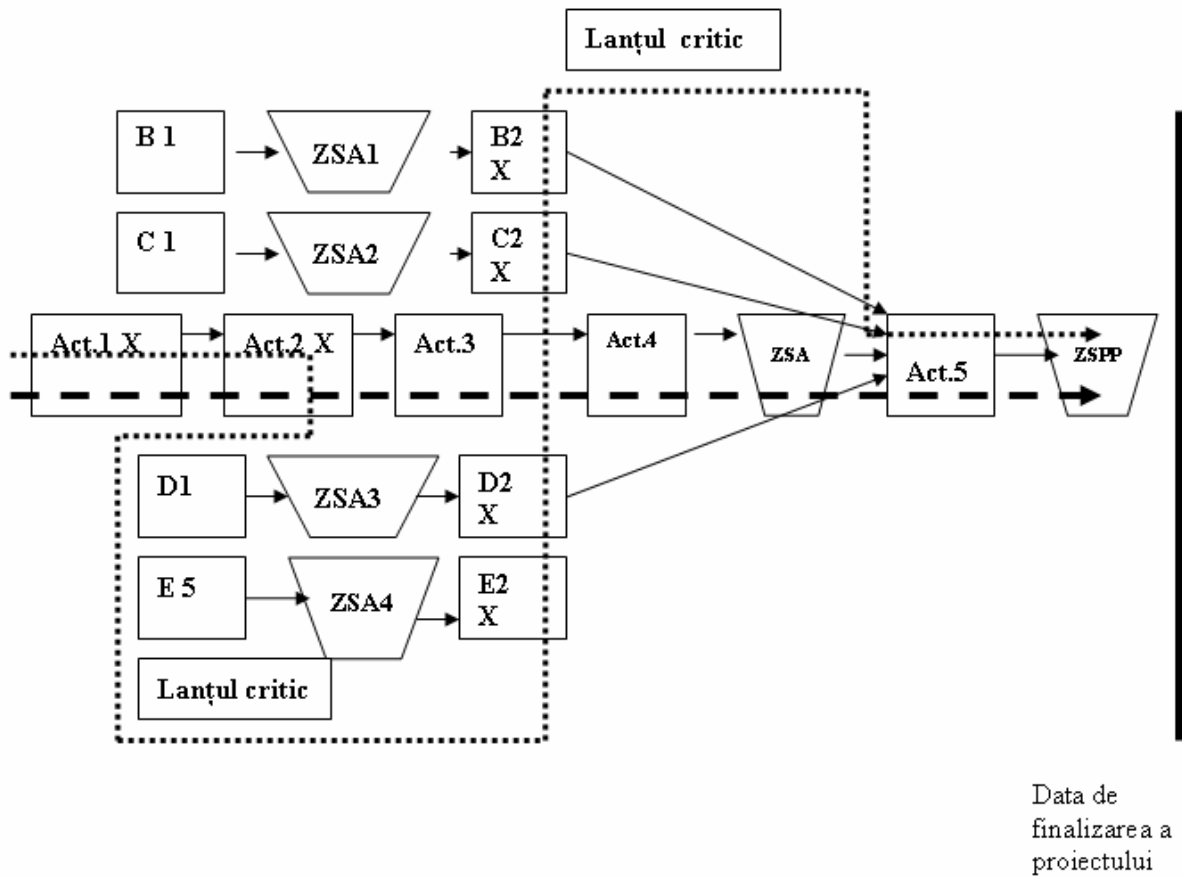 Lanțul critic
B 1
ZSA1
B2
X
C 1
ZSA2
C2
X
Act.1 X
Act.2 X
Act.3
Act.4
ZSA
Act.5
ZSPP
D1
ZSA3
D2
X
E 5
ZSA4
E2
X
Lanțul critic
Data de
finalizarea a
proiectului